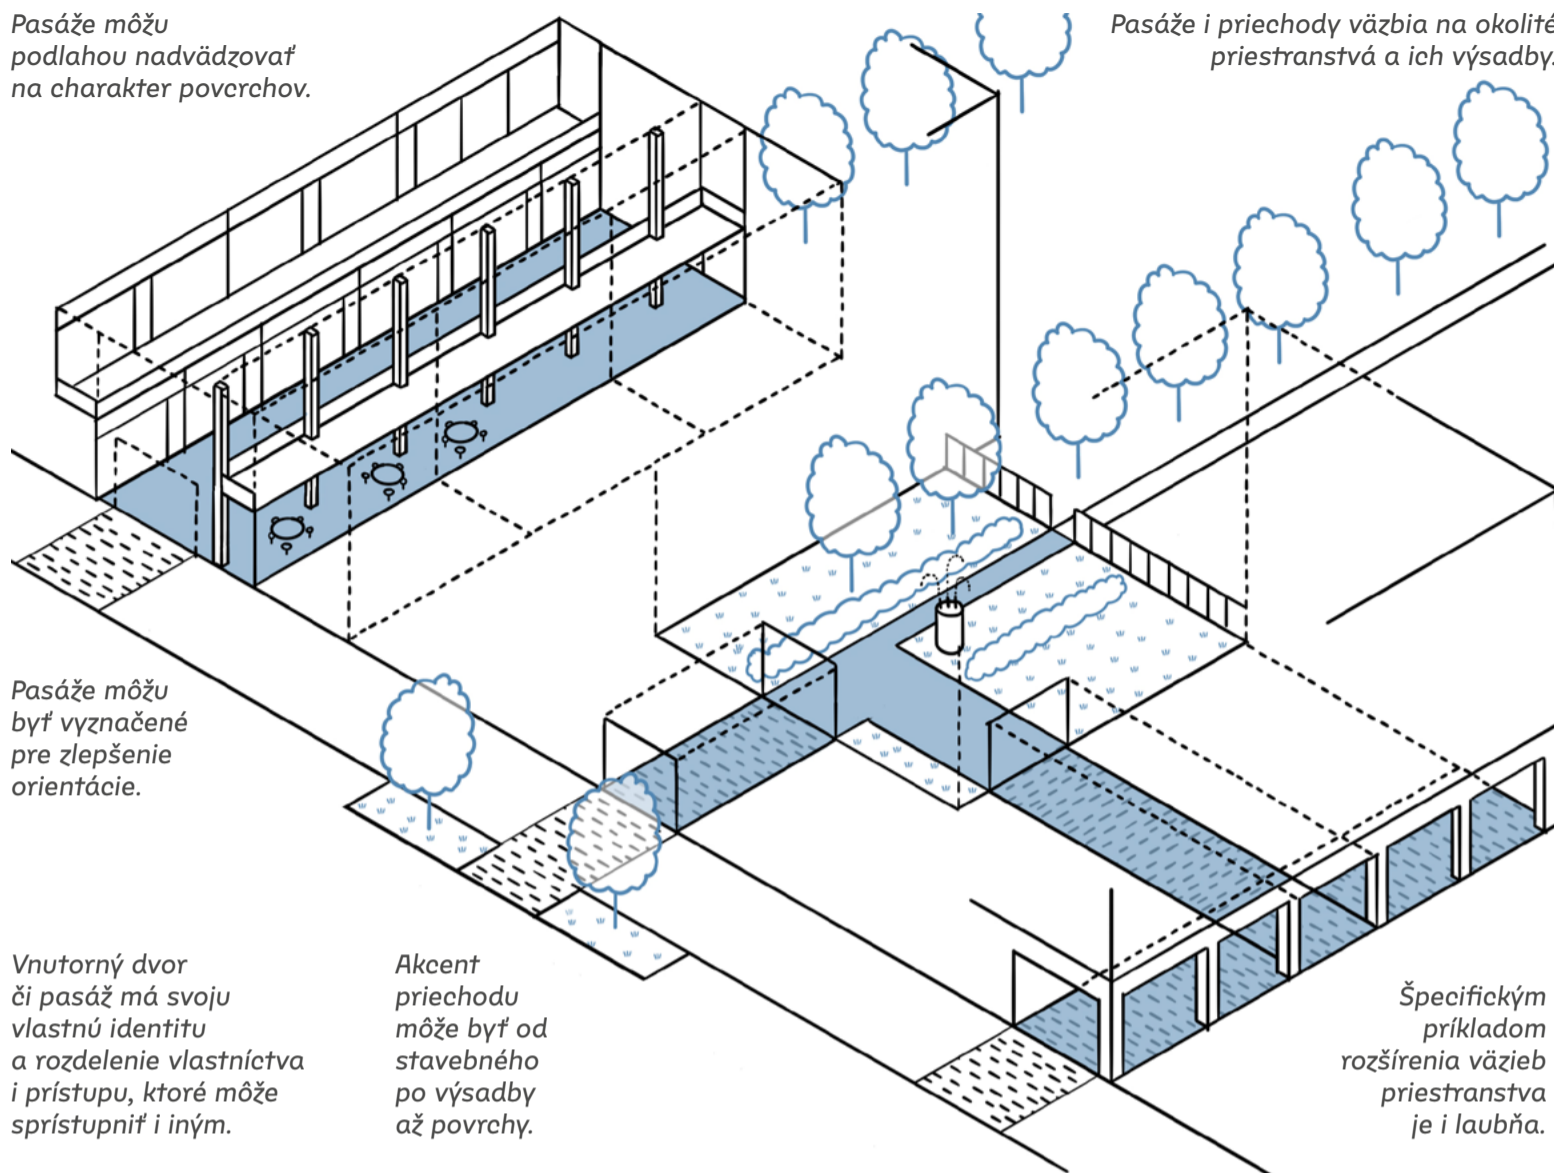 Pasáže môžu
podlahou nadvädzovať
na charakter povcrchov.
Pasáže i priechody väzbia na okolité
priestranstvá a ich výsadby.
Pasáže môžu
byť vyznačené
pre zlepšenie
orientácie.
Vnutorný dvor
či pasáž má svoju
vlastnú identitu
a rozdelenie vlastníctva
i prístupu, ktoré môže
sprístupniť i iným.
Akcent
priechodu
môže byť od
stavebného
po výsadby
až povrchy.
Špecifickým
príkladom
rozšírenia väzieb
priestranstva
je i laubňa.